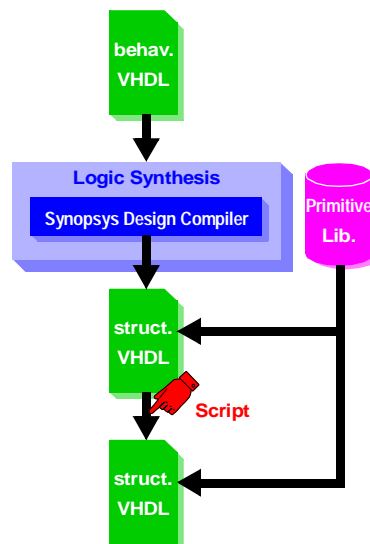 behav.
VHDL
Logic Synthesis
Synopsys Design Compiler
Primitive
Lib.
struct.
VHDL
Script
struct.
VHDL